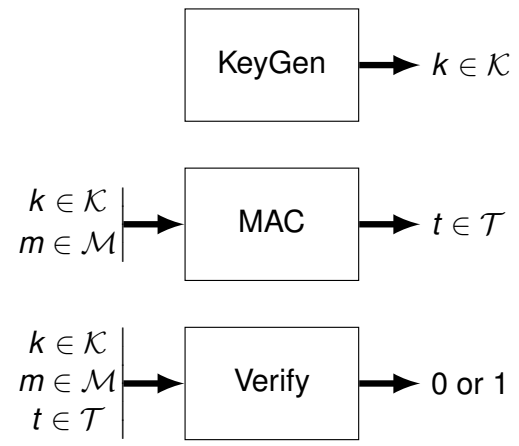 KeyGen k ∈ 𝒦
k ∈ 𝒦
m ∈ ℳ
MAC t ∈ 𝒯
k ∈ 𝒦
m ∈ ℳ
t ∈ 𝒯
Verify 0 or 1